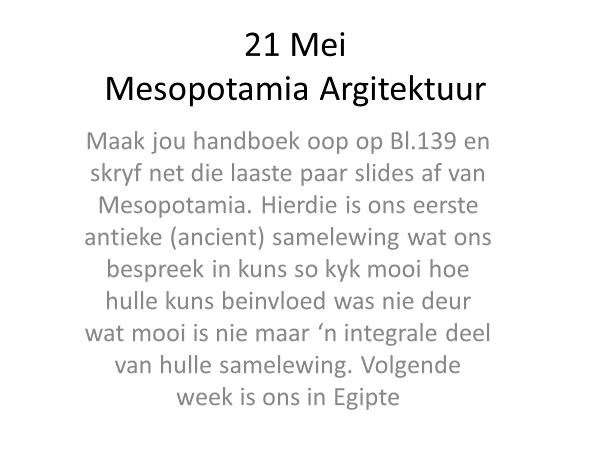 21 Mei
Mesopotamia Argitektuur
Maak jou handboek oop op Bl.139 en
skryf net die laaste paar slides af van
Mesopotamia. Hierdie is ons eerste
antieke (ancient) samelewing wat ons
bespreek in kuns so kyk mooi hoe
hulle kuns beinvloed was nie deur
wat mooi is nie maar ‘n integrale deel
van hulle samelewing. Volgende
week is ons in Egipte